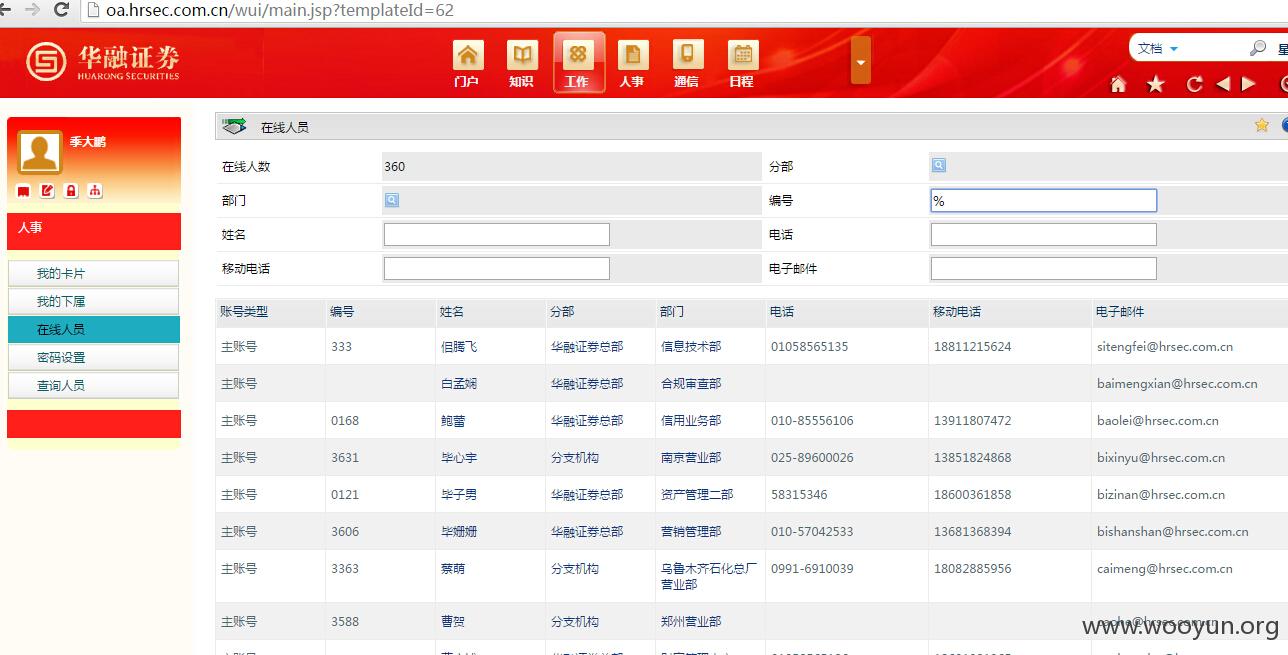 oa.hrsec.com.cn/wui/main.jsp?templateId=62
华融证券
HUARONG SECURITIES
门户 知识 工作 人事 通信 日程
文档
季大鹏
人事
我的卡片
我的下属
在线人员
密码设置
查询人员
在线人员
在线人数 360 分部
部门 编号 %
姓名 电话
移动电话 电子邮件
账号类型 编号 姓名 分部 部门 电话 移动电话 电子邮件
主账号 333 但腾飞 华融证券总部 信息技术部 01058565135 18811215624 sitengfei@hrsec.com.cn
主账号 白孟娴 华融证券总部 合规审查部 baimengxian@hrsec.com.cn
主账号 0168 鲍蕾 华融证券总部 信用业务部 010-85556106 13911807472 baolei@hrsec.com.cn
主账号 3631 毕心宇 分支机构 南京营业部 025-89600026 13851824868 bixinyu@hrsec.com.cn
主账号 0121 毕子男 华融证券总部 资产管理二部 58315346 18600361858 bizinan@hrsec.com.cn
主账号 3606 毕姗姗 华融证券总部 营销管理部 010-57042533 13681368394 bishanshan@hrsec.com.cn
主账号 3363 蔡萌 分支机构 乌鲁木齐石化总厂 0991-6910039 18082885956 caimeng@hrsec.com.cn
营业部
主账号 3588 曹贺 分支机构 郑州营业部
www.wooyun.org